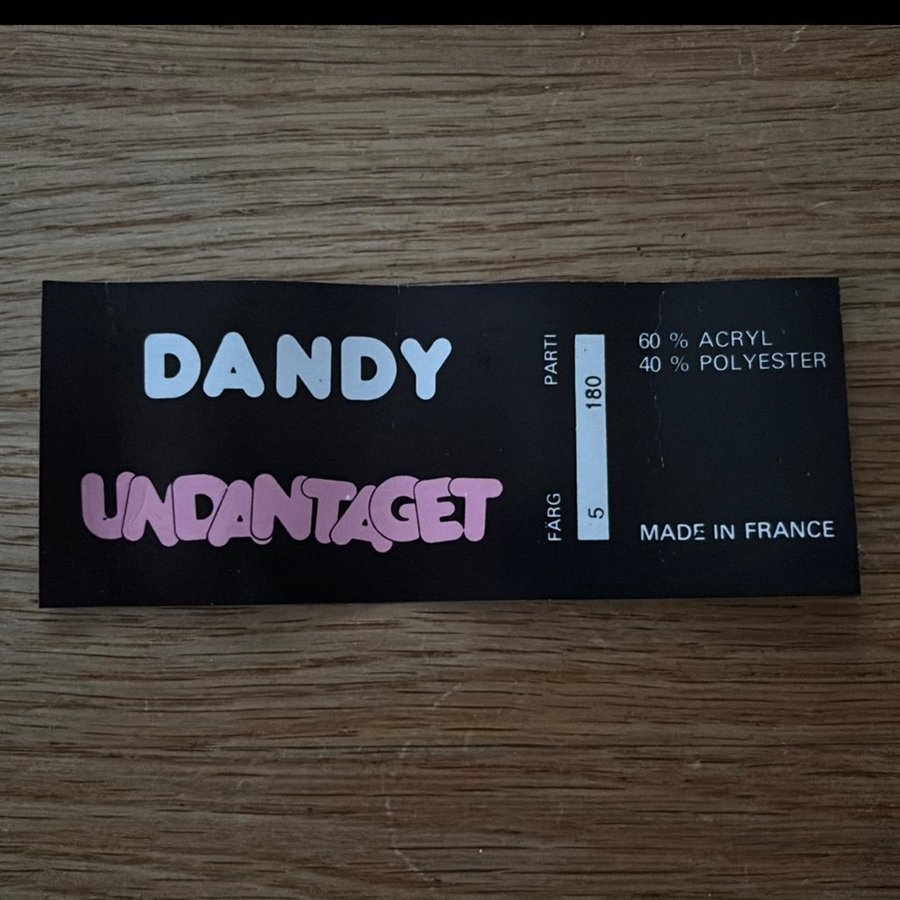 DANDY
UNDANTAGET
PARTI
180
FÄRG
5
60 % ACRYL
40 % POLYESTER
MADE IN FRANCE